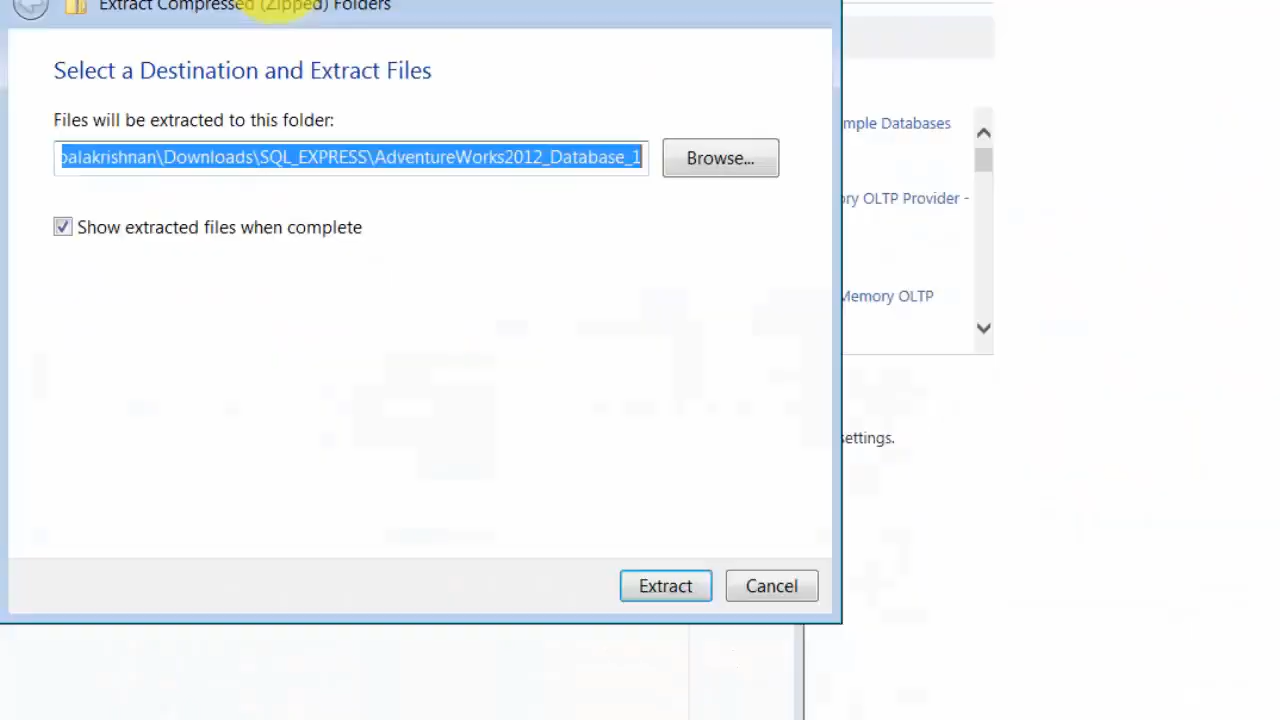 Extract Compressed (Zipped) Folders
Select a Destination and Extract Files
Files will be extracted to this folder:
balakrishnan\Downloads\SQL_EXPRESS\AdventureWorks2012_Database_1
Browse...
Show extracted files when complete
Extract
Cancel
mple Databases
ory OLTP Provider -
Memory OLTP
settings.